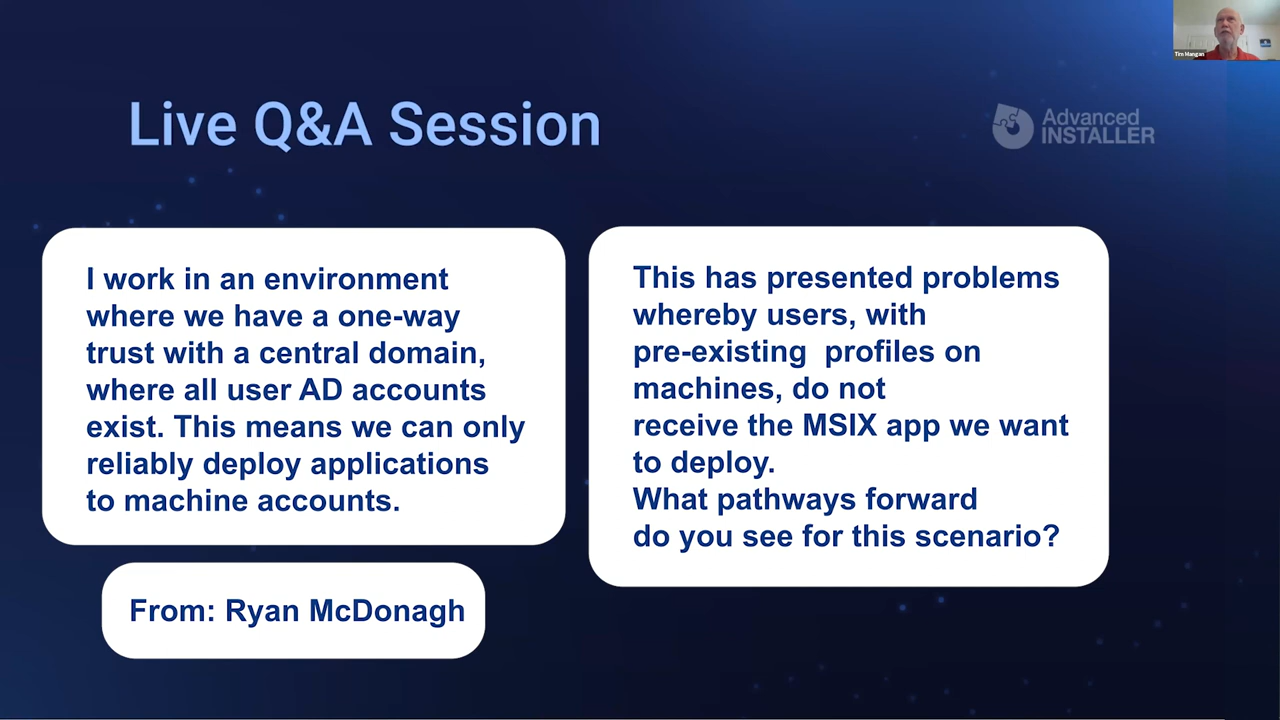 Tim Mangan
Live Q&A Session
Advanced
INSTALLER
I work in an environment
where we have a one-way
trust with a central domain,
where all user AD accounts
exist. This means we can only
reliably deploy applications
to machine accounts.
This has presented problems
whereby users, with
pre-existing  profiles on
machines, do not
receive the MSIX app we want
to deploy.
What pathways forward
do you see for this scenario?
From: Ryan McDonagh